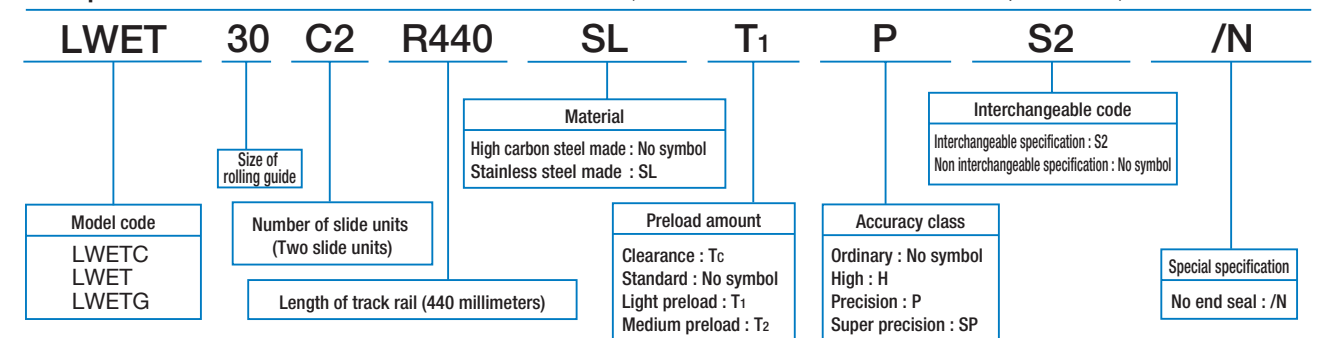 LWET 30 C2 R440 SL T1 P S2 /N
Size of
rolling guide
Model code
LWETC
LWET
LWETG
Number of slide units
(Two slide units)
Length of track rail (440 millimeters)
Material
High carbon steel made : No symbol
Stainless steel made : SL
Preload amount
Clearance : Tc
Standard : No symbol
Light preload : T1
Medium preload : T2
Accuracy class
Ordinary : No symbol
High : H
Precision : P
Super precision : SP
Interchangeable code
Interchangeable specification : S2
Non interchangeable specification : No symbol
Special specification
No end seal : /N